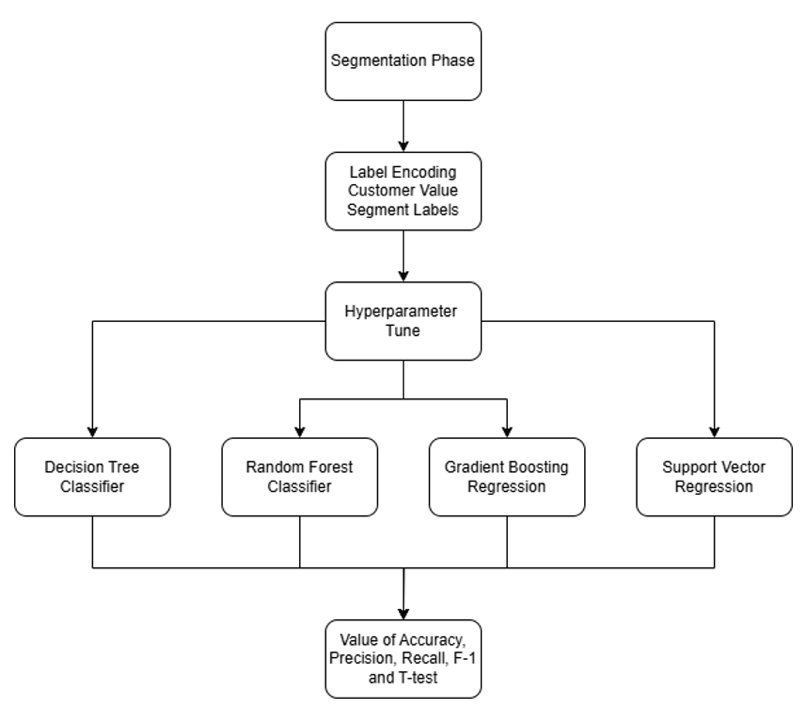 Segmentation Phase
Label Encoding
Customer Value
Segment Labels
Hyperparameter
Tune
Decision Tree
Classifier
Random Forest
Classifier
Gradient Boosting
Regression
Support Vector
Regression
Value of Accuracy,
Precision, Recall, F-1
and T-test